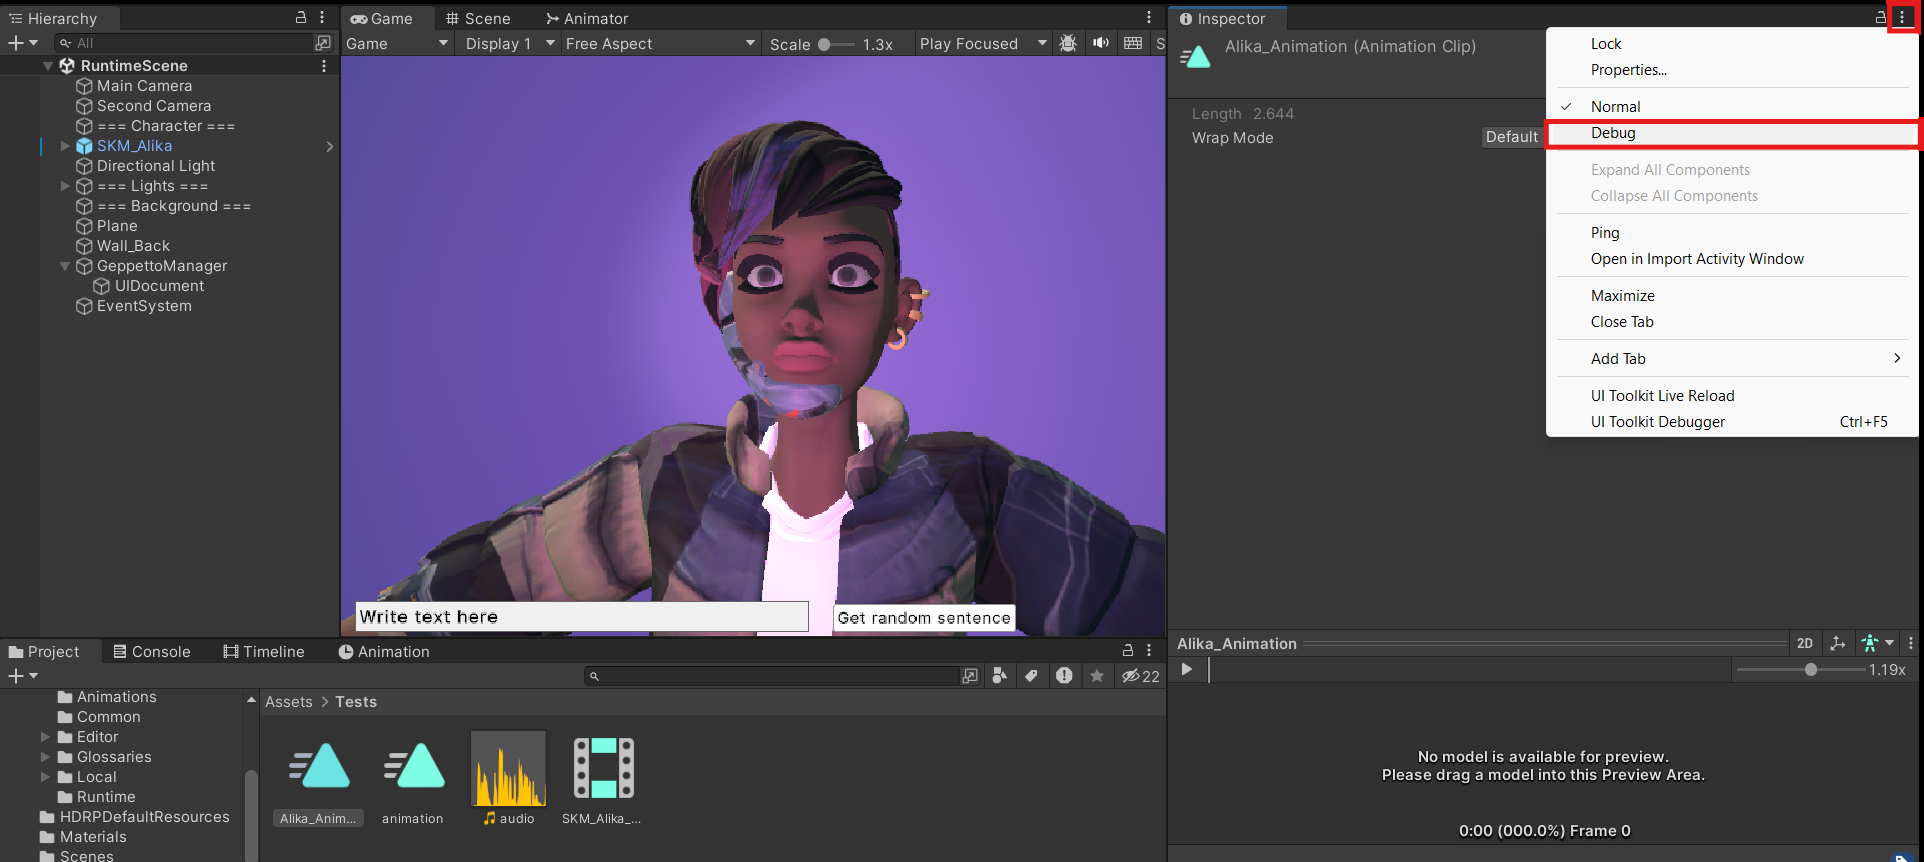 Hierarchy
All
RuntimeScene
Main Camera
Second Camera
=== Character ===
SKM_Alika
Directional Light
=== Lights ===
=== Background ===
Plane
Wall_Back
GeppettoManager
UIDocument
EventSystem
Game
Scene
Animator
Game
Display 1
Free Aspect
Scale
1.3x
Play Focused
S
Write text here
Get random sentence
Inspector
Alika_Animation (Animation Clip)
Length 2.644
Wrap Mode
Default
Lock
Properties...
Normal
Debug
Expand All Components
Collapse All Components
Ping
Open in Import Activity Window
Maximize
Close Tab
Add Tab
UI Toolkit Live Reload
UI Toolkit Debugger Ctrl+F5
Project
Console
Timeline
Animation
22
Animations
Common
Editor
Glossaries
Local
Runtime
HDRPDefaultResources
Materials
Scenes
Assets > Tests
Alika_Anim...
animation
audio
SKM_Alika_...
Alika_Animation
2D
1.19x
No model is available for preview.
Please drag a model into this Preview Area.
0:00 (000.0%) Frame 0